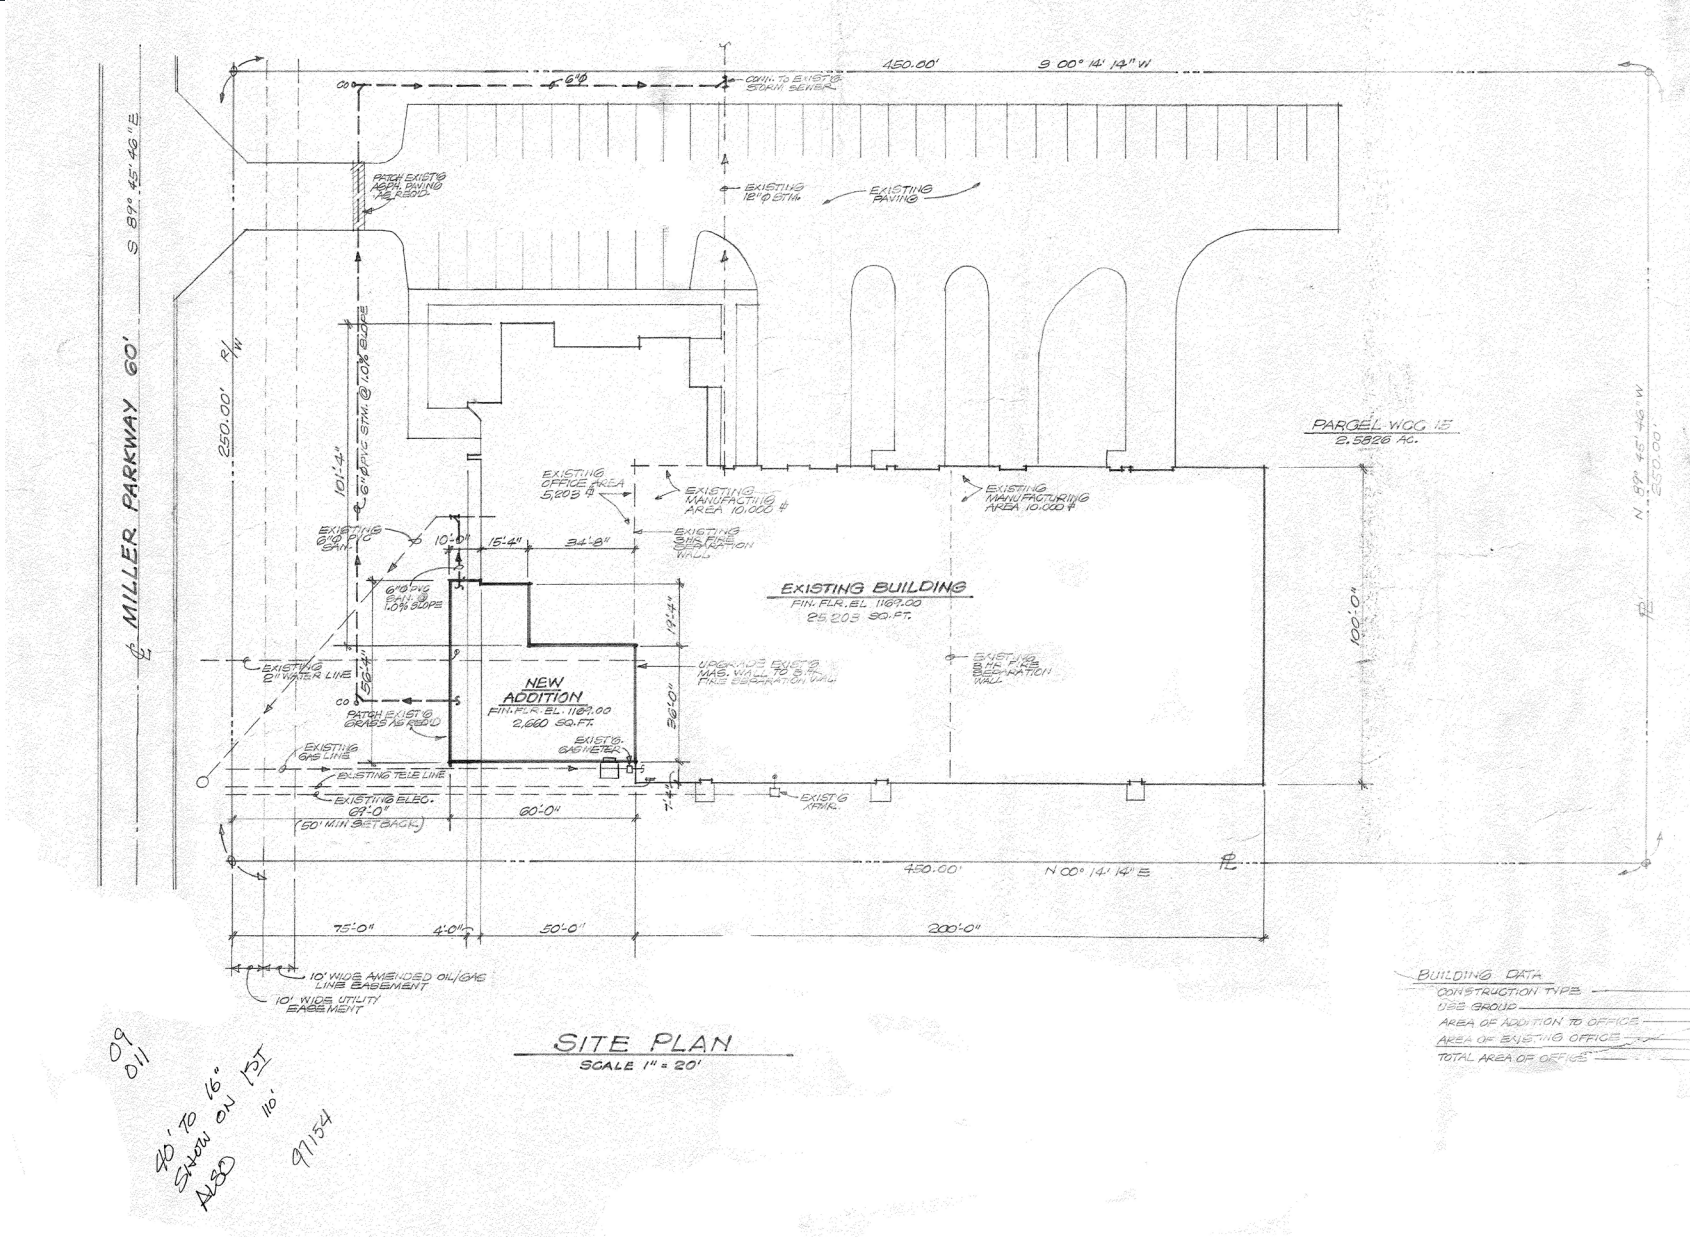 450.00'
S 00° 14' 14" W
CO
6"Ø
CONN. TO EXIST'G
STORM SEWER
S 89° 45' 46" E
PATCH EXIST'G
ASPH. PAVING
AS REQ'D.
EXISTING
12"Ø STM.
EXISTING
PAVING
MILLER PARKWAY 60'
250.00' R/W
6"Ø PVC STM. @ 1.0% SLOPE
101'-4"
PARCEL WCC 15
2.5826 AC.
N 89° 45' 46" W
250.00'
EXISTING
OFFICE AREA
5,203
EXISTING
MANUFACTING
AREA 10,000
EXISTING
MANUFACTURING
AREA 10,000
EXISTING
6"Ø PVC
SAN.
10'-0"
15'-4"
34'-8"
EXISTING
3 HR. FIRE
SEPARATION
WALL
6"Ø PVC
SAN. @
1.0% SLOPE
EXISTING BUILDING
FIN. FLR. EL. 1169.00
25,203 SQ.FT.
19'-4"
100'-0"
EXISTING
2" WATER LINE
56'-4"
UPGRADE EXIST'G
MAS. WALL TO 3 HR.
FIRE SEPARATION WALL
EXISTING
3 HR. FIRE
SEPARATION
WALL
NEW
ADDITION
FIN. FLR. EL. 1169.00
2,660 SQ.FT.
36'-0"
CO
PATCH EXIST'G
GRASS AS REQ'D
EXIST'G.
GAS METER
EXISTING
GAS LINE
EXISTING TELE LINE
EXISTING ELEC.
7'-4"
EXIST'G
XFMR.
69'-0"
(50' MIN SETBACK)
60'-0"
450.00'
N 00° 14' 14" E
75'-0"
4'-0"
50'-0"
200'-0"
10' WIDE AMENDED OIL/GAS
LINE EASEMENT
10' WIDE UTILITY
EASEMENT
BUILDING DATA
CONSTRUCTION TYPE
USE GROUP
AREA OF ADDITION TO OFFICE
AREA OF EXISTING OFFICE
TOTAL AREA OF OFFICE
SITE PLAN
SCALE 1" = 20'
09
011
40' TO 16"
SHOW ON 1ST
ALSO
110'
97154